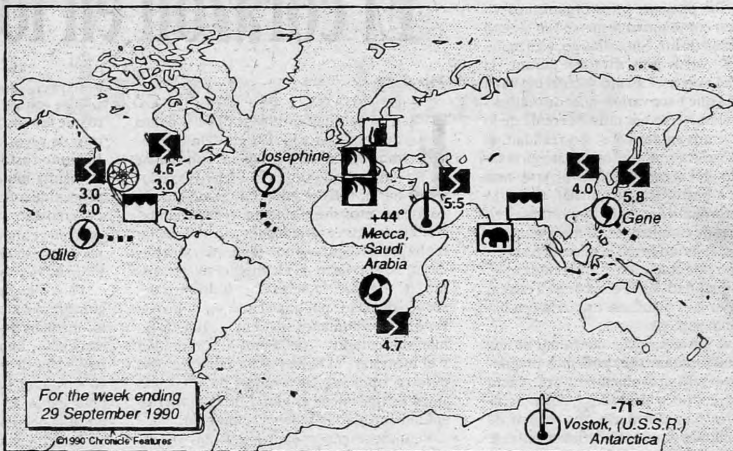 Josephine
4.6
3.0
3.0
4.0
Odile
+44°
Mecca,
Saudi
Arabia
5.5
4.0
5.8
Gene
4.7
For the week ending
29 September 1990
©1990 Chronicle Features
-71°
Vostok, (U.S.S.R.)
Antarctica